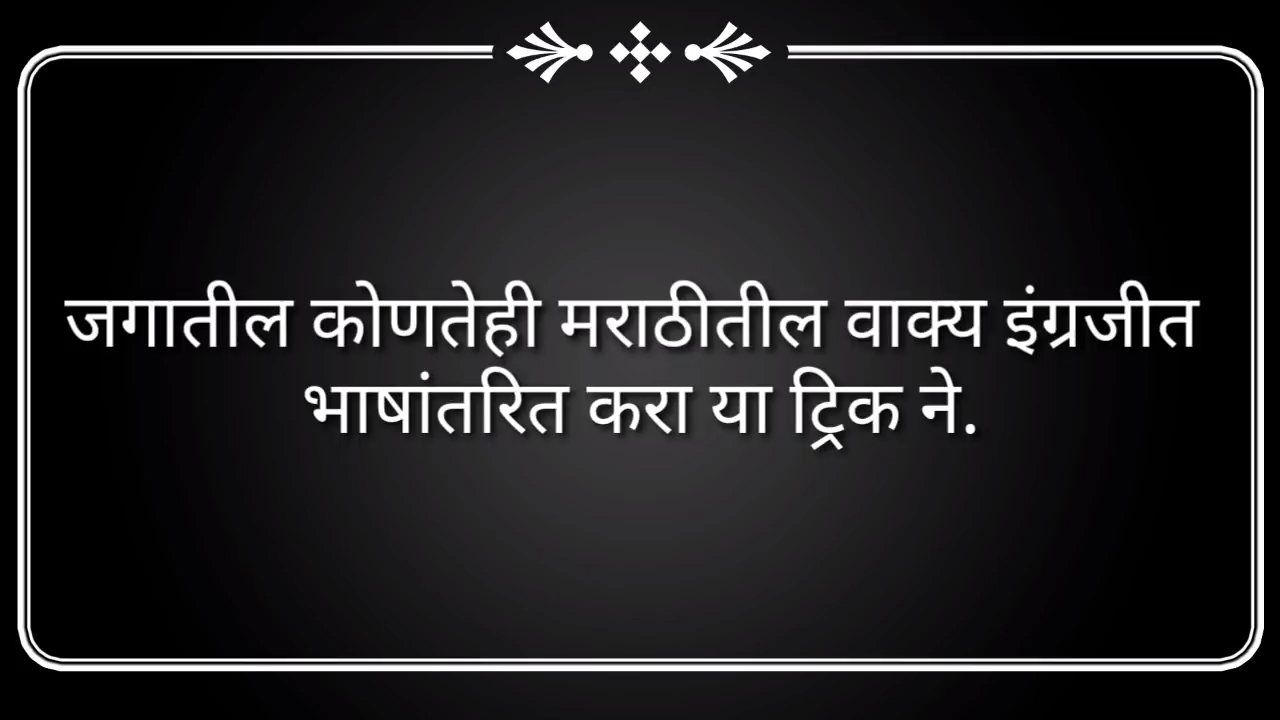 जगातील कोणतेही मराठीतील वाक्य इंग्रजीत
भाषांतरित करा या ट्रिक ने.